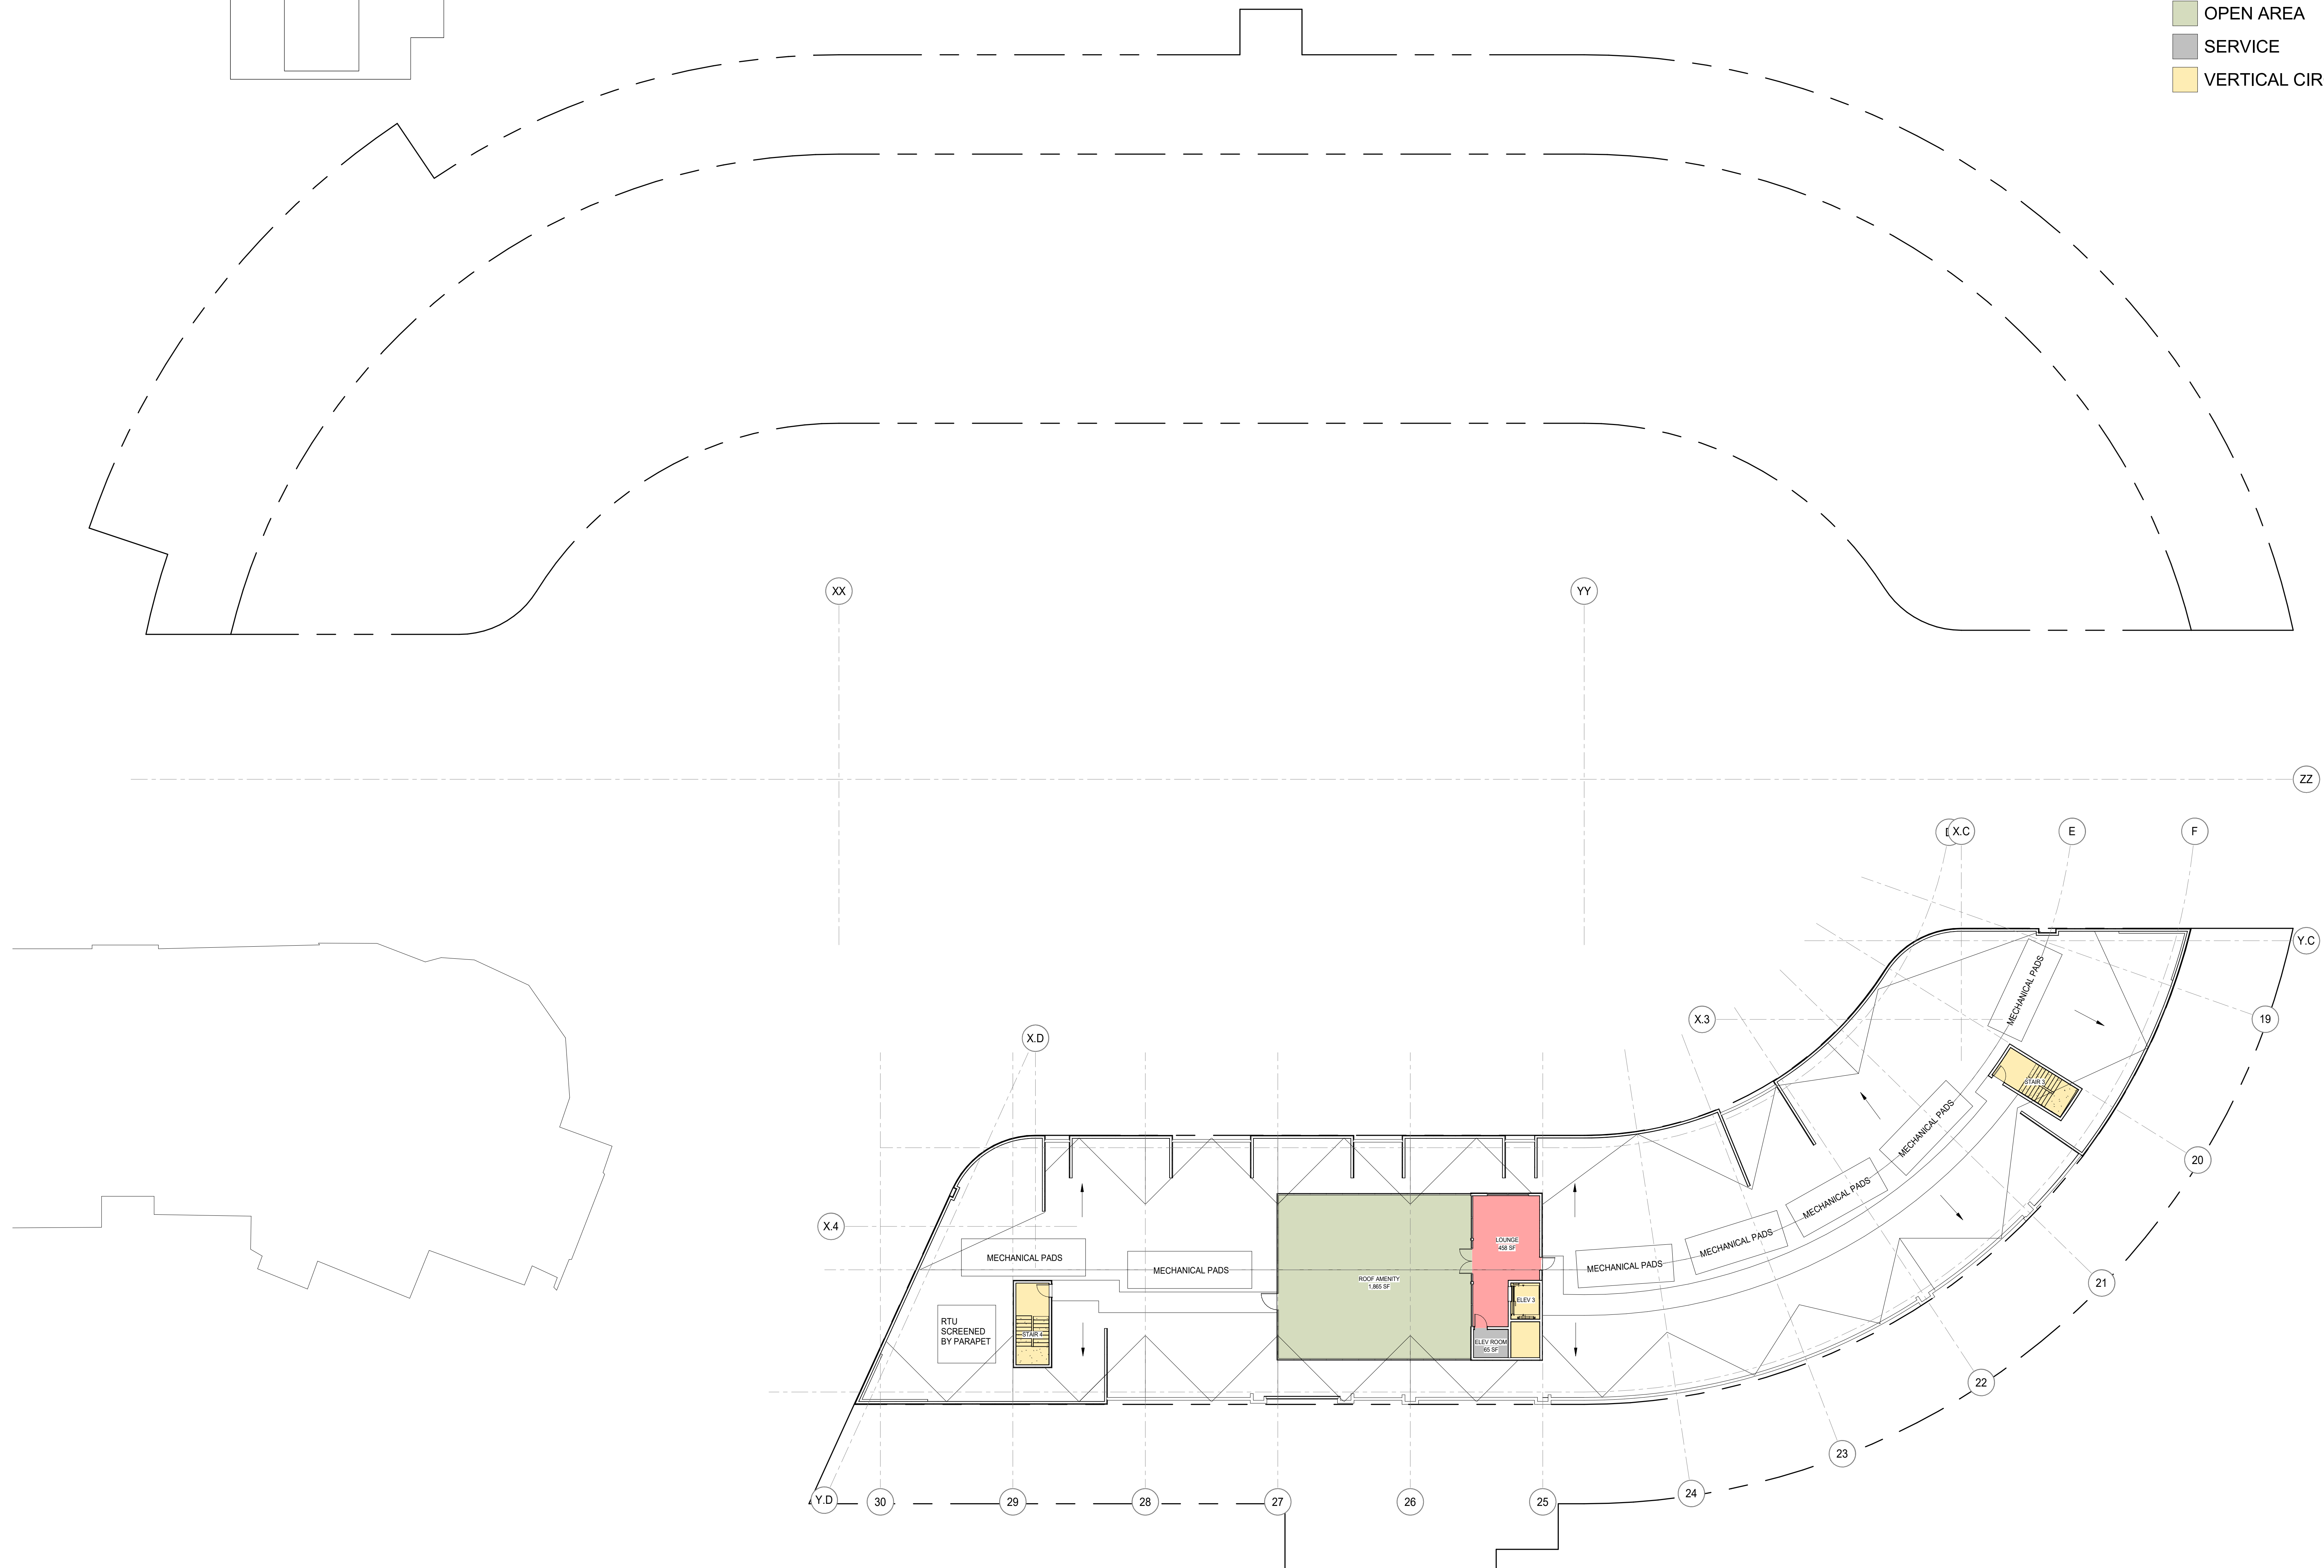 OPEN AREA
SERVICE
VERTICAL CIR
XX
YY
ZZ
X.C
E
F
Y.C
X.3
19
X.D
MECHANICAL PADS
STAIR 3
MECHANICAL PADS
20
MECHANICAL PADS
X.4
LOUNGE
458 SF
MECHANICAL PADS
MECHANICAL PADS
MECHANICAL PADS
MECHANICAL PADS
ROOF AMENITY
1,865 SF
21
ELEV 3
RTU
SCREENED
BY PARAPET
STAIR 4
ELEV ROOM
65 SF
22
23
24
Y.D
30
29
28
27
26
25